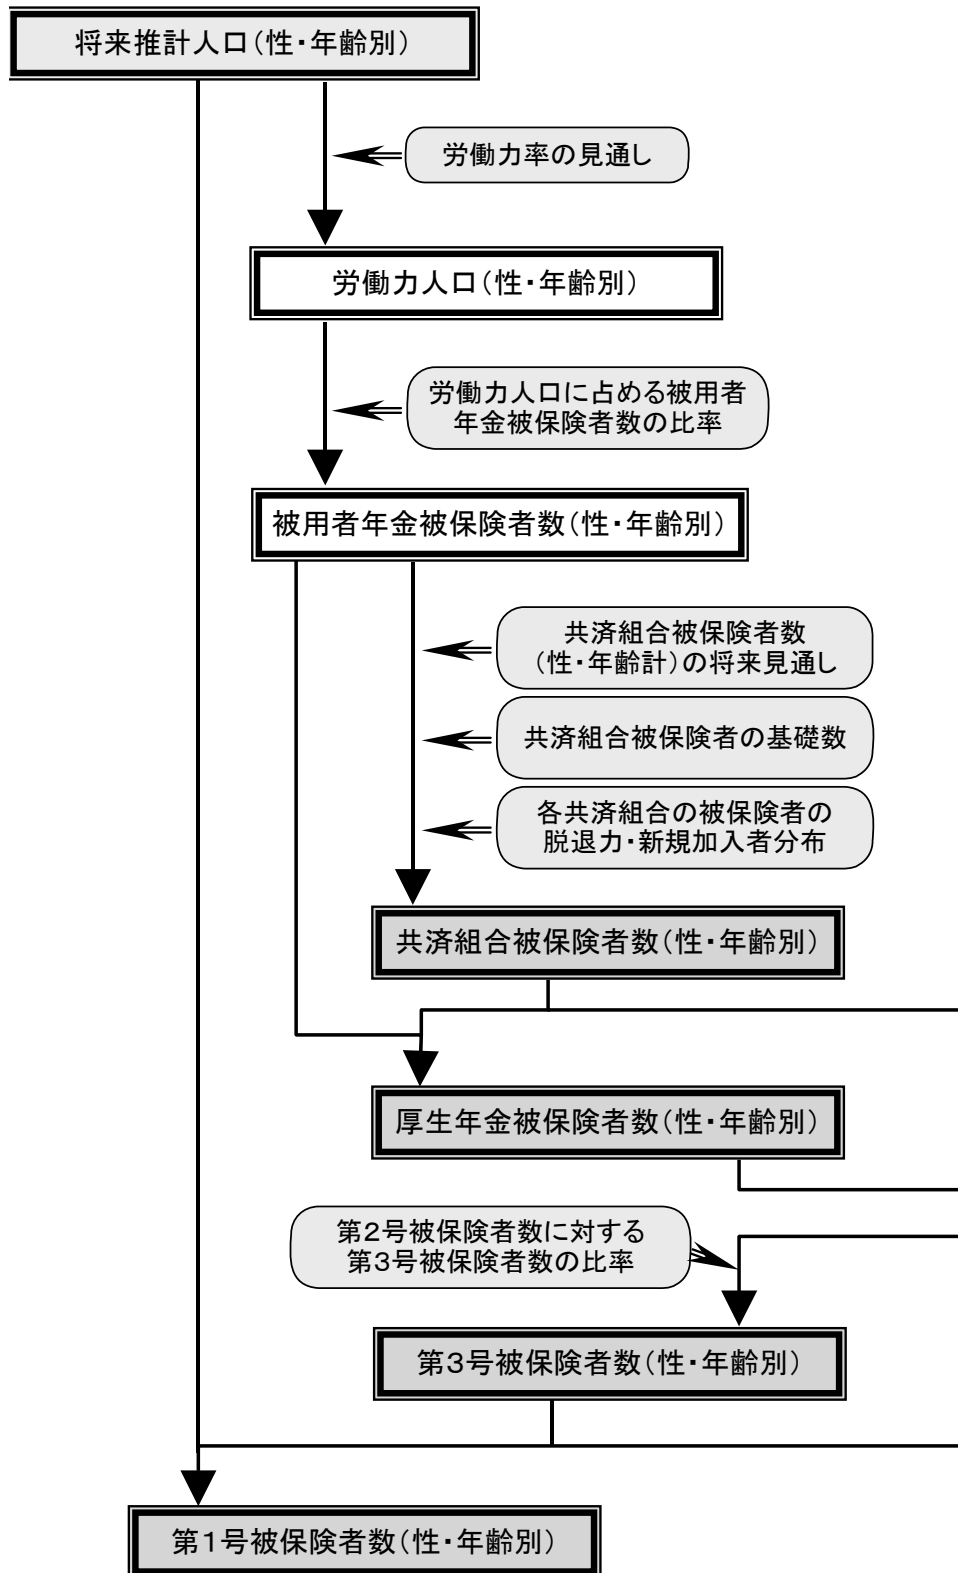 将来推計人口（性・年齢別）
労働力率の見通し
労働力人口（性・年齢別）
労働力人口に占める被用者
年金被保険者数の比率
被用者年金被保険者数（性・年齢別）
共済組合被保険者数
（性・年齢計）の将来見通し
共済組合被保険者の基礎数
各共済組合の被保険者の
脱退力・新規加入者分布
共済組合被保険者数（性・年齢別）
厚生年金被保険者数（性・年齢別）
第２号被保険者数に対する
第３号被保険者数の比率
第３号被保険者数（性・年齢別）
第１号被保険者数（性・年齢別）